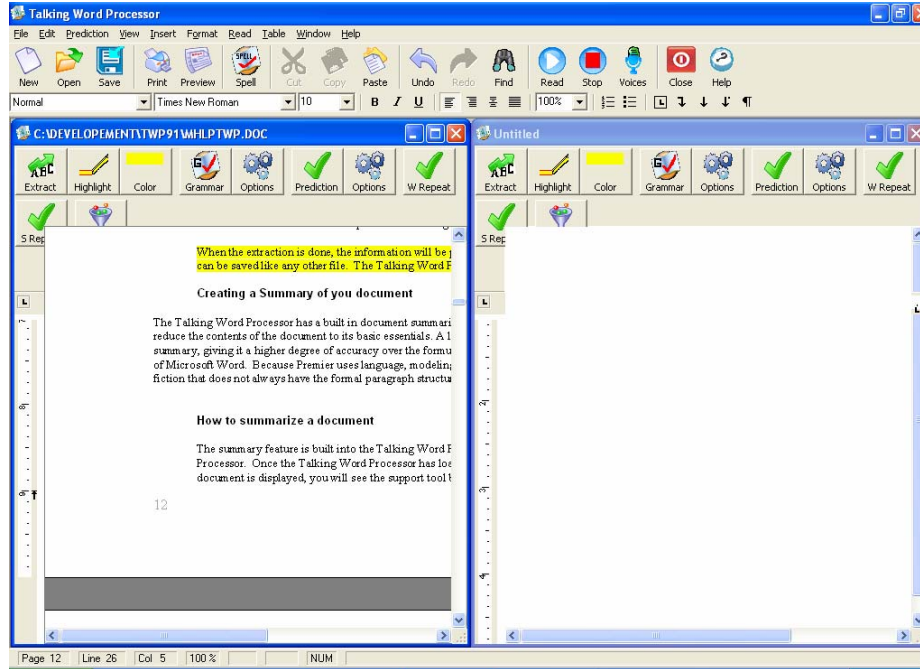 Talking Word Processor
File Edit Prediction View Insert Format Read Table Window Help
New Open Save Print Preview Spell Cut Copy Paste Undo Redo Find Read Stop Voices Close Help
Normal Times New Roman 10 B I U 100%
C:\DEVELOPEMENT\TWP91\MHLPTWP.DOC
Extract Highlight Color Grammar Options Prediction Options W Repeat
S Rep
When the extraction is done, the information will be
can be saved like any other file. The Talking Word
Creating a Summary of you document
The Talking Word Processor has a built in document summari
reduce the contents of the document to its basic essentials. A
summary, giving it a higher degree of accuracy over the formu
of Microsoft Word. Because Premier uses language, modeling
fiction that does not always have the formal paragraph structu
How to summarize a document
The summary feature is built into the Talking Word
Processor. Once the Talking Word Processor has loa
document is displayed, you will see the support tool
12
Untitled
Extract Highlight Color Grammar Options Prediction Options W Repeat
S Rep
Page 12 Line 26 Col 5 100 % NUM